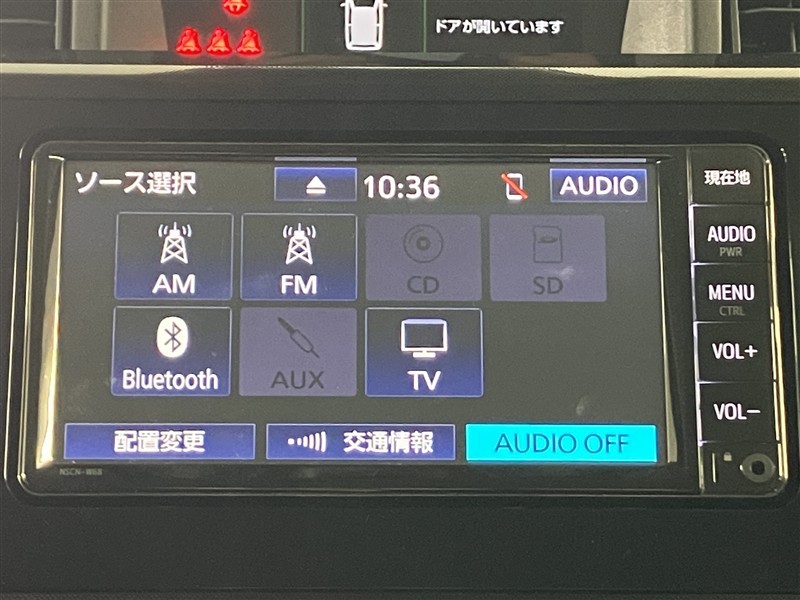 ドアが開いています
ソース選択
10:36
AUDIO
現在地
AM
FM
CD
SD
AUDIO
PWR
MENU
CTRL
Bluetooth
AUX
TV
VOL+
VOL−
配置変更
交通情報
AUDIO OFF
NSCN-W68